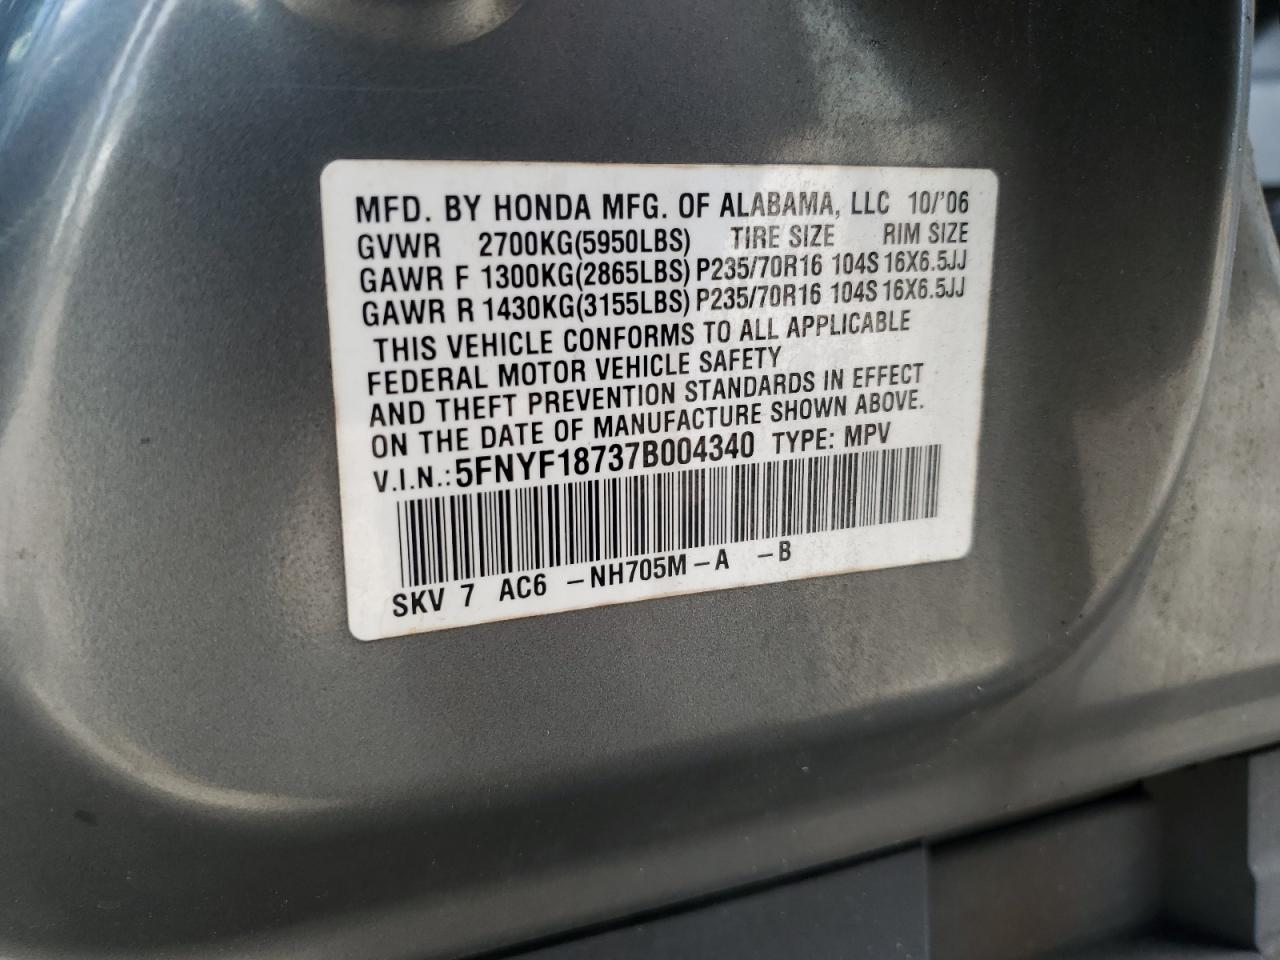 MFD. BY HONDA MFG. OF ALABAMA, LLC 10/'06
GVWR 2700KG(5950LBS) TIRE SIZE RIM SIZE
GAWR F 1300KG(2865LBS) P235/70R16 104S 16X6.5JJ
GAWR R 1430KG(3155LBS) P235/70R16 104S 16X6.5JJ
THIS VEHICLE CONFORMS TO ALL APPLICABLE
FEDERAL MOTOR VEHICLE SAFETY
AND THEFT PREVENTION STANDARDS IN EFFECT
ON THE DATE OF MANUFACTURE SHOWN ABOVE.
V.I.N.: 5FNYF18737B004340 TYPE: MPV
SKV 7 AC6 -NH705M-A -B